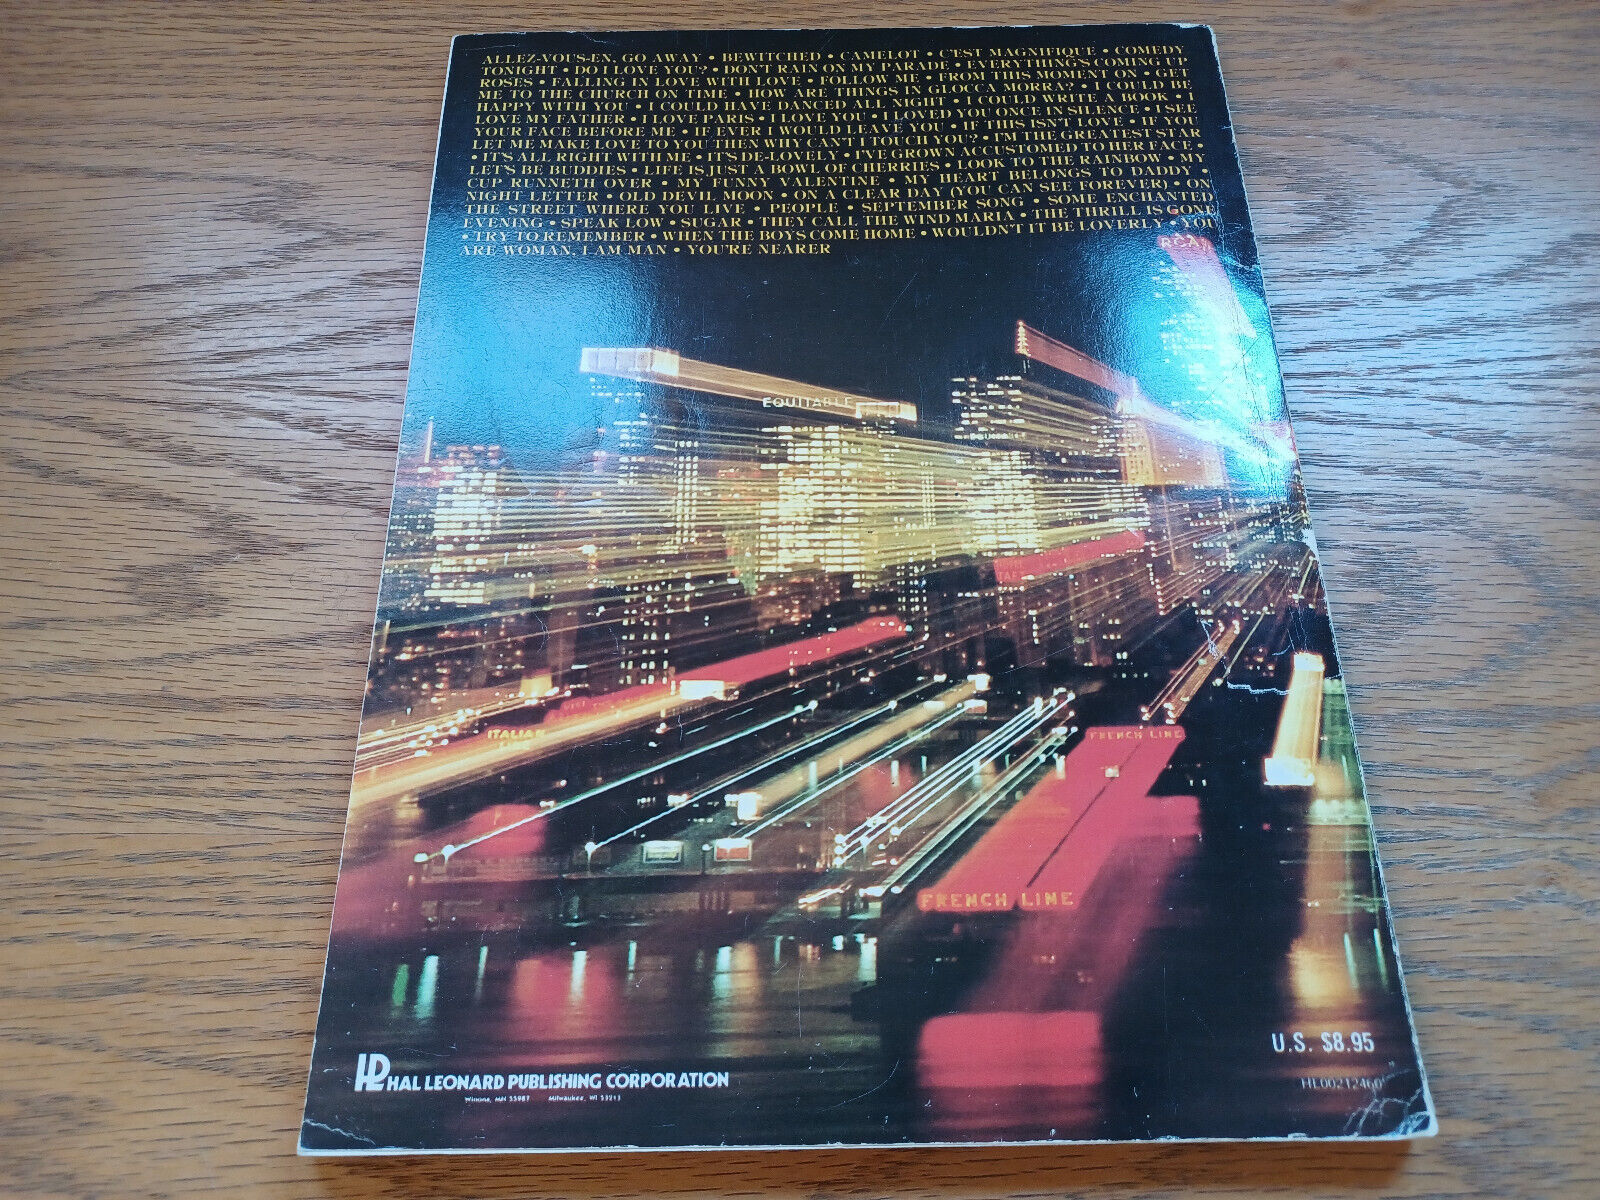 ALLEZ-VOUS-EN, GO AWAY • BEWITCHED • CAMELOT • C'EST MAGNIFIQUE • COMEDY
TONIGHT • DO I LOVE YOU? • DON'T RAIN ON MY PARADE • EVERYTHING'S COMING UP
ROSES • FALLING IN LOVE WITH LOVE • FOLLOW ME • FROM THIS MOMENT ON • GET
ME TO THE CHURCH ON TIME • HOW ARE THINGS IN GLOCCA MORRA? • I COULD BE
HAPPY WITH YOU • I COULD HAVE DANCED ALL NIGHT • I COULD WRITE A BOOK • I
LOVE MY FATHER • I LOVE PARIS • I LOVE YOU • I LOVED YOU ONCE IN SILENCE • I SEE
YOUR FACE BEFORE ME • IF EVER I WOULD LEAVE YOU • IF THIS ISN'T LOVE • IF YOU
LET ME MAKE LOVE TO YOU THEN WHY CAN'T I TOUCH YOU? • I'M THE GREATEST STAR
• IT'S ALL RIGHT WITH ME • IT'S DE-LOVELY • I'VE GROWN ACCUSTOMED TO HER FACE •
LET'S BE BUDDIES • LIFE IS JUST A BOWL OF CHERRIES • LOOK TO THE RAINBOW • MY
CUP RUNNETH OVER • MY FUNNY VALENTINE • MY HEART BELONGS TO DADDY •
NIGHT LETTER • OLD DEVIL MOON • ON A CLEAR DAY (YOU CAN SEE FOREVER) • ON
THE STREET WHERE YOU LIVE • PEOPLE • SEPTEMBER SONG • SOME ENCHANTED
EVENING • SPEAK LOW • SUGAR • THEY CALL THE WIND MARIA • THE THRILL IS GONE
• TRY TO REMEMBER • WHEN THE BOYS COME HOME • WOULDN'T IT BE LOVERLY • YOU
ARE WOMAN, I AM MAN • YOU'RE NEARER
RCA
EQUITABLE
ITALIAN
LINE
FRENCH LINE
FRENCH LINE
U.S. $8.95
HL00212460
HAL LEONARD PUBLISHING CORPORATION
Winona, MN 55987 Milwaukee, WI 53213